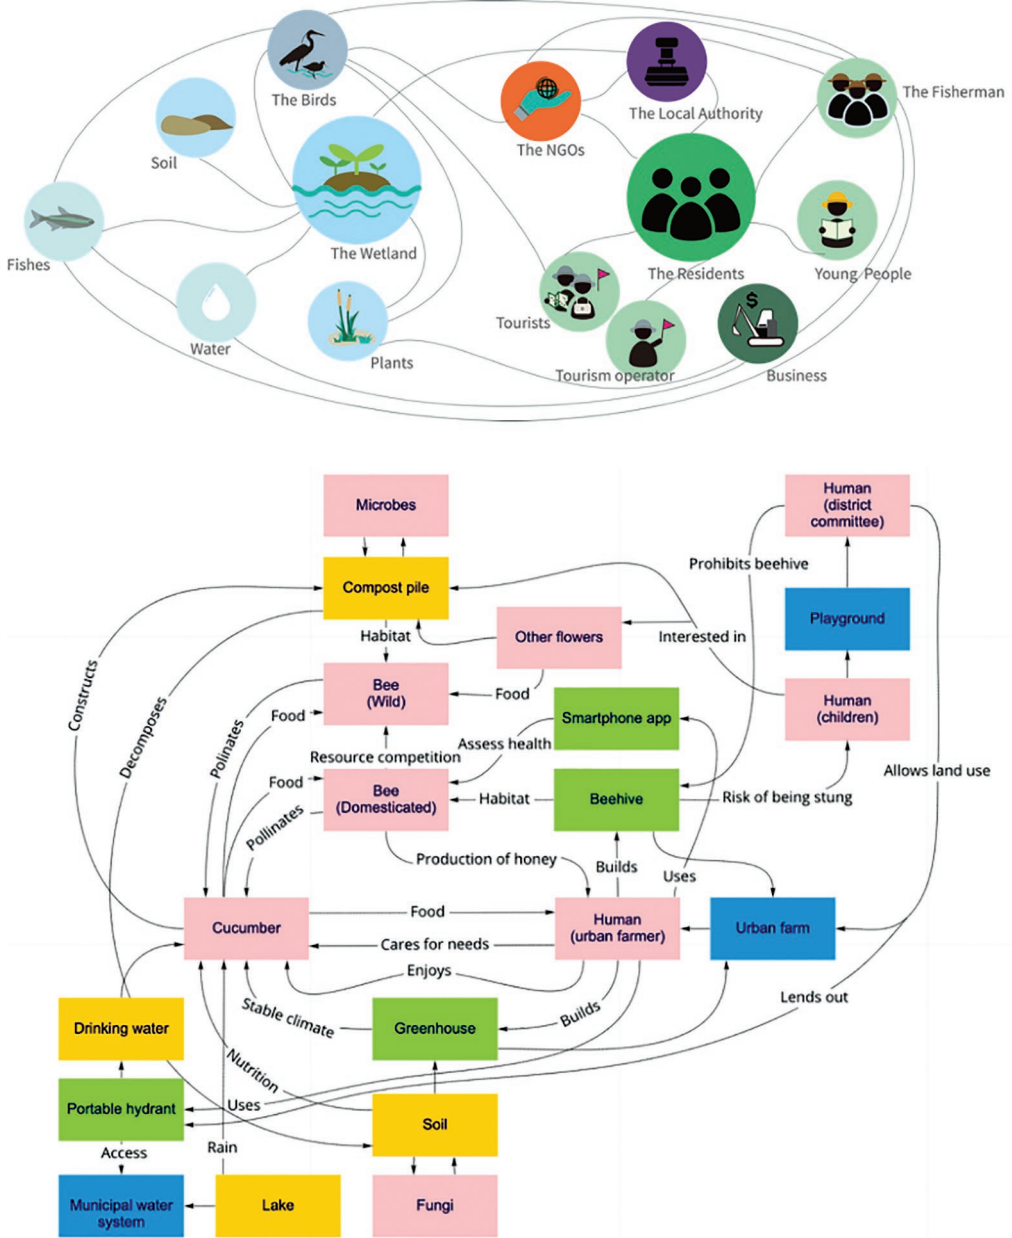 The Birds
The Local Authority
The Fisherman
The NGOs
Soil
The Wetland
Fishes
The Residents
Young People
Tourists
Water
Plants
Tourism operator
$
Business
Microbes
Human
(district
committee)
Prohibits beehive
Compost pile
Playground
Habitat
Other flowers
Interested in
Constructs
Decomposes
Bee
(Wild)
Food
Human
(children)
Food
Polinates
Smartphone app
Resource competition
Assess health
Allows land use
Food
Bee
(Domesticated)
Habitat
Beehive
Risk of being stung
Pollinates
Production of honey
Builds
Uses
Cucumber
Food
Human
(urban farmer)
Urban farm
Cares for needs
Enjoys
Lends out
Stable climate
Builds
Drinking water
Greenhouse
Nutrition
Portable hydrant
Uses
Soil
Access
Rain
Municipal water
system
Lake
Fungi